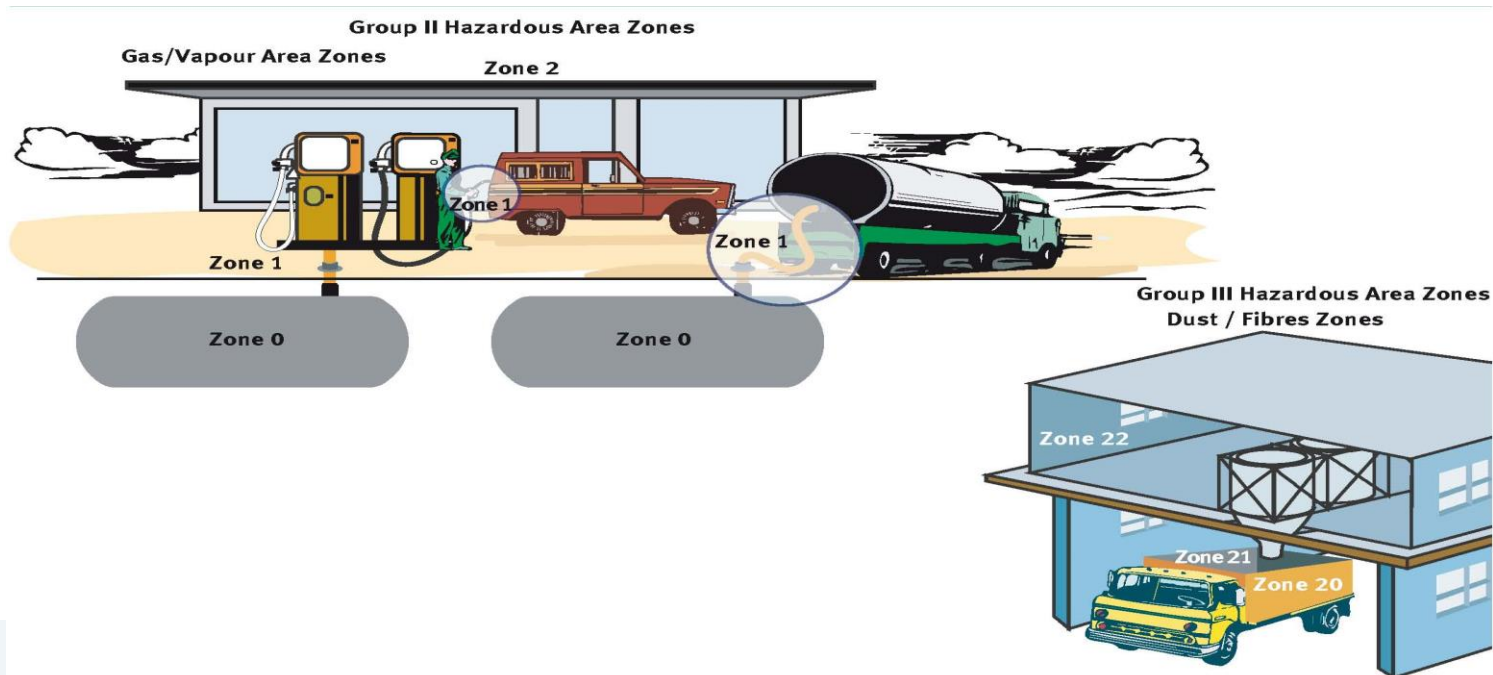 Group II Hazardous Area Zones
Gas/Vapour Area Zones
Zone 2
Zone 1
Zone 1
Zone 1
Zone 0
Zone 0
Group III Hazardous Area Zones
Dust / Fibres Zones
Zone 22
Zone 21
Zone 20